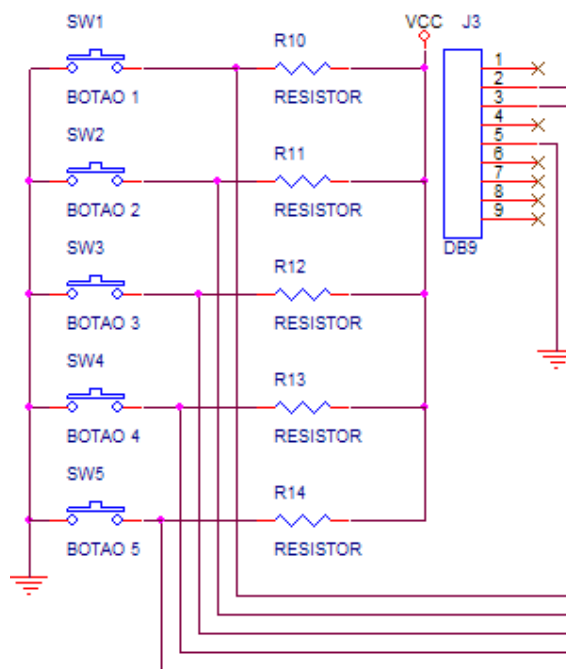 SW1
R10
VCC
J3
BOTAO 1
RESISTOR
1
2
3
4
5
6
7
8
9
DB9
SW2
R11
BOTAO 2
RESISTOR
SW3
R12
BOTAO 3
RESISTOR
SW4
R13
BOTAO 4
RESISTOR
SW5
R14
BOTAO 5
RESISTOR